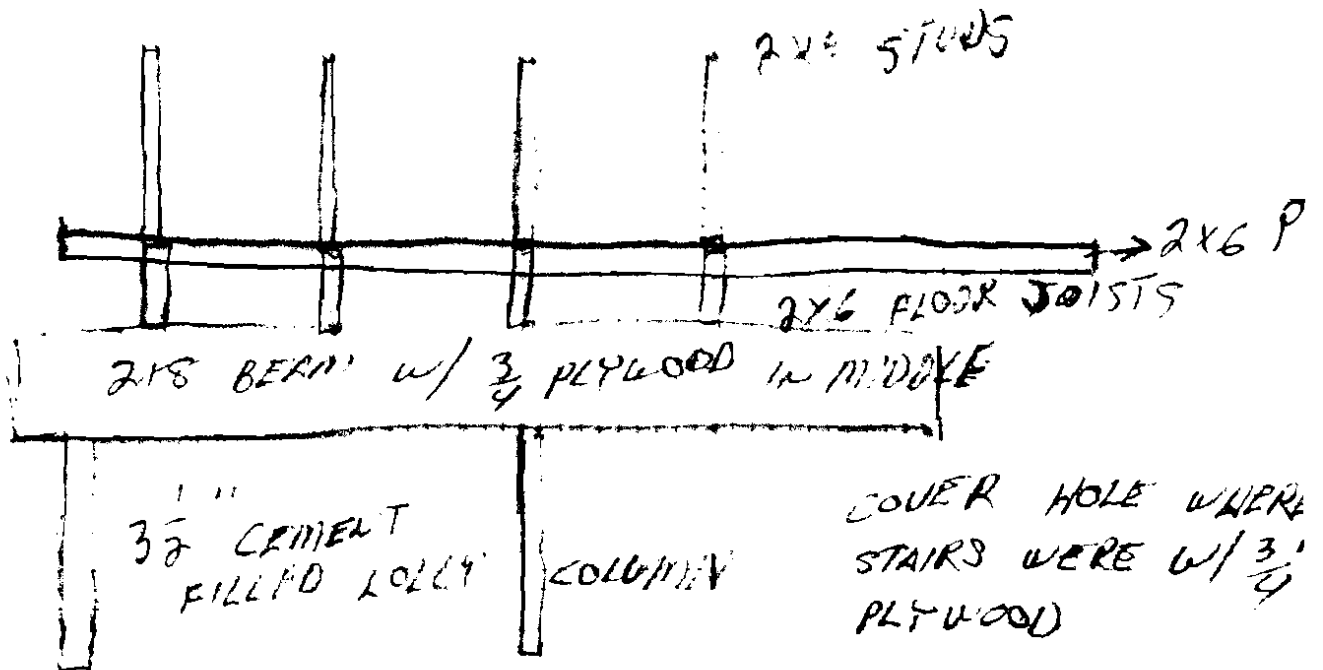 2X4 STUDS
2X6 P
2X6 FLOOR JOISTS
2x8 BEAM W/ 3/4 PLYWOOD IN MIDDLE
3 1/2" CEMENT
FILLED LOLLY COLUMN
COVER HOLE WHERE
STAIRS WERE W/ 3/4"
PLYWOOD